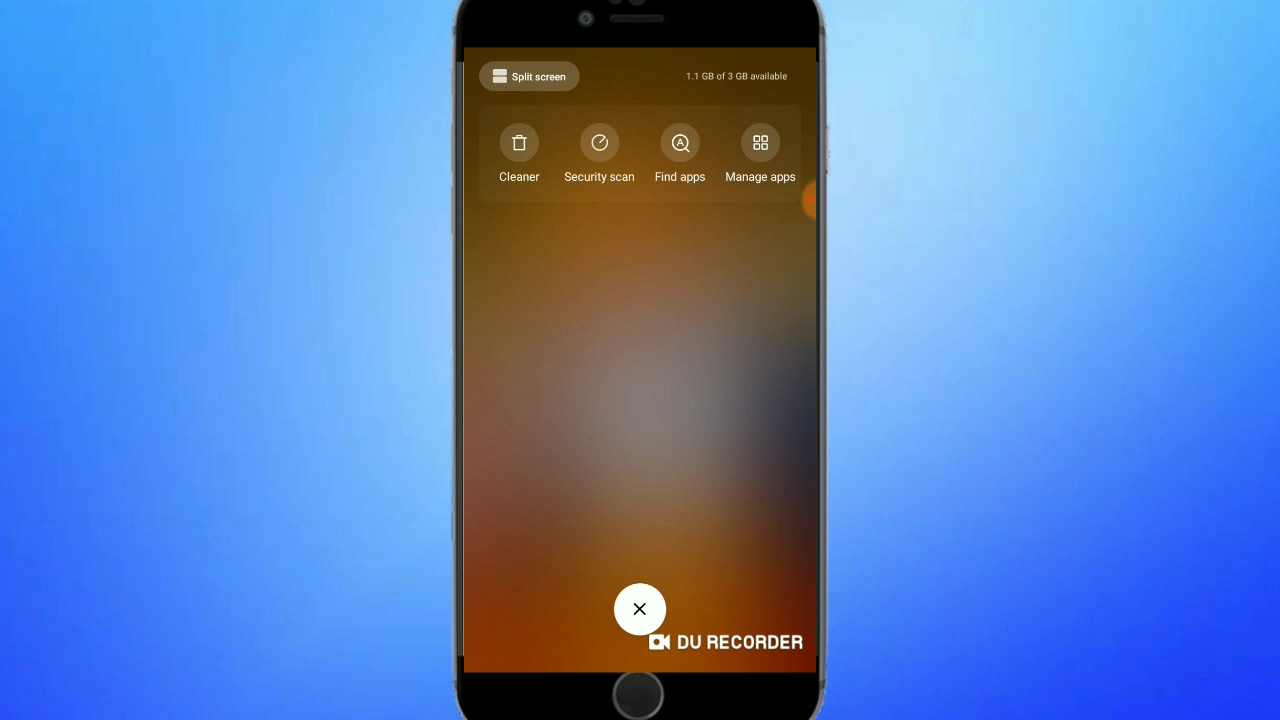 Split screen
1.1 GB of 3 GB available
Cleaner
Security scan
Find apps
Manage apps
DU RECORDER